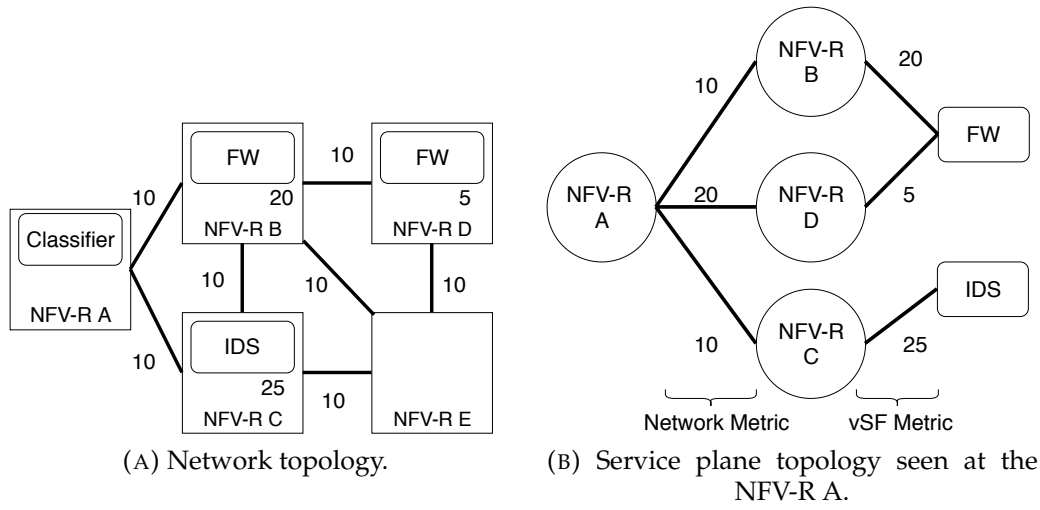 FW
20
NFV-R B
10
FW
5
NFV-R D
10
Classifier
NFV-R A
10
10
10
10
IDS
25
NFV-R C
10
NFV-R E
(A) Network topology.
NFV-R
B
10
20
FW
NFV-R
A
20
NFV-R
D
5
IDS
10
NFV-R
C
25
Network Metric
vSF Metric
(B) Service plane topology seen at the
NFV-R A.